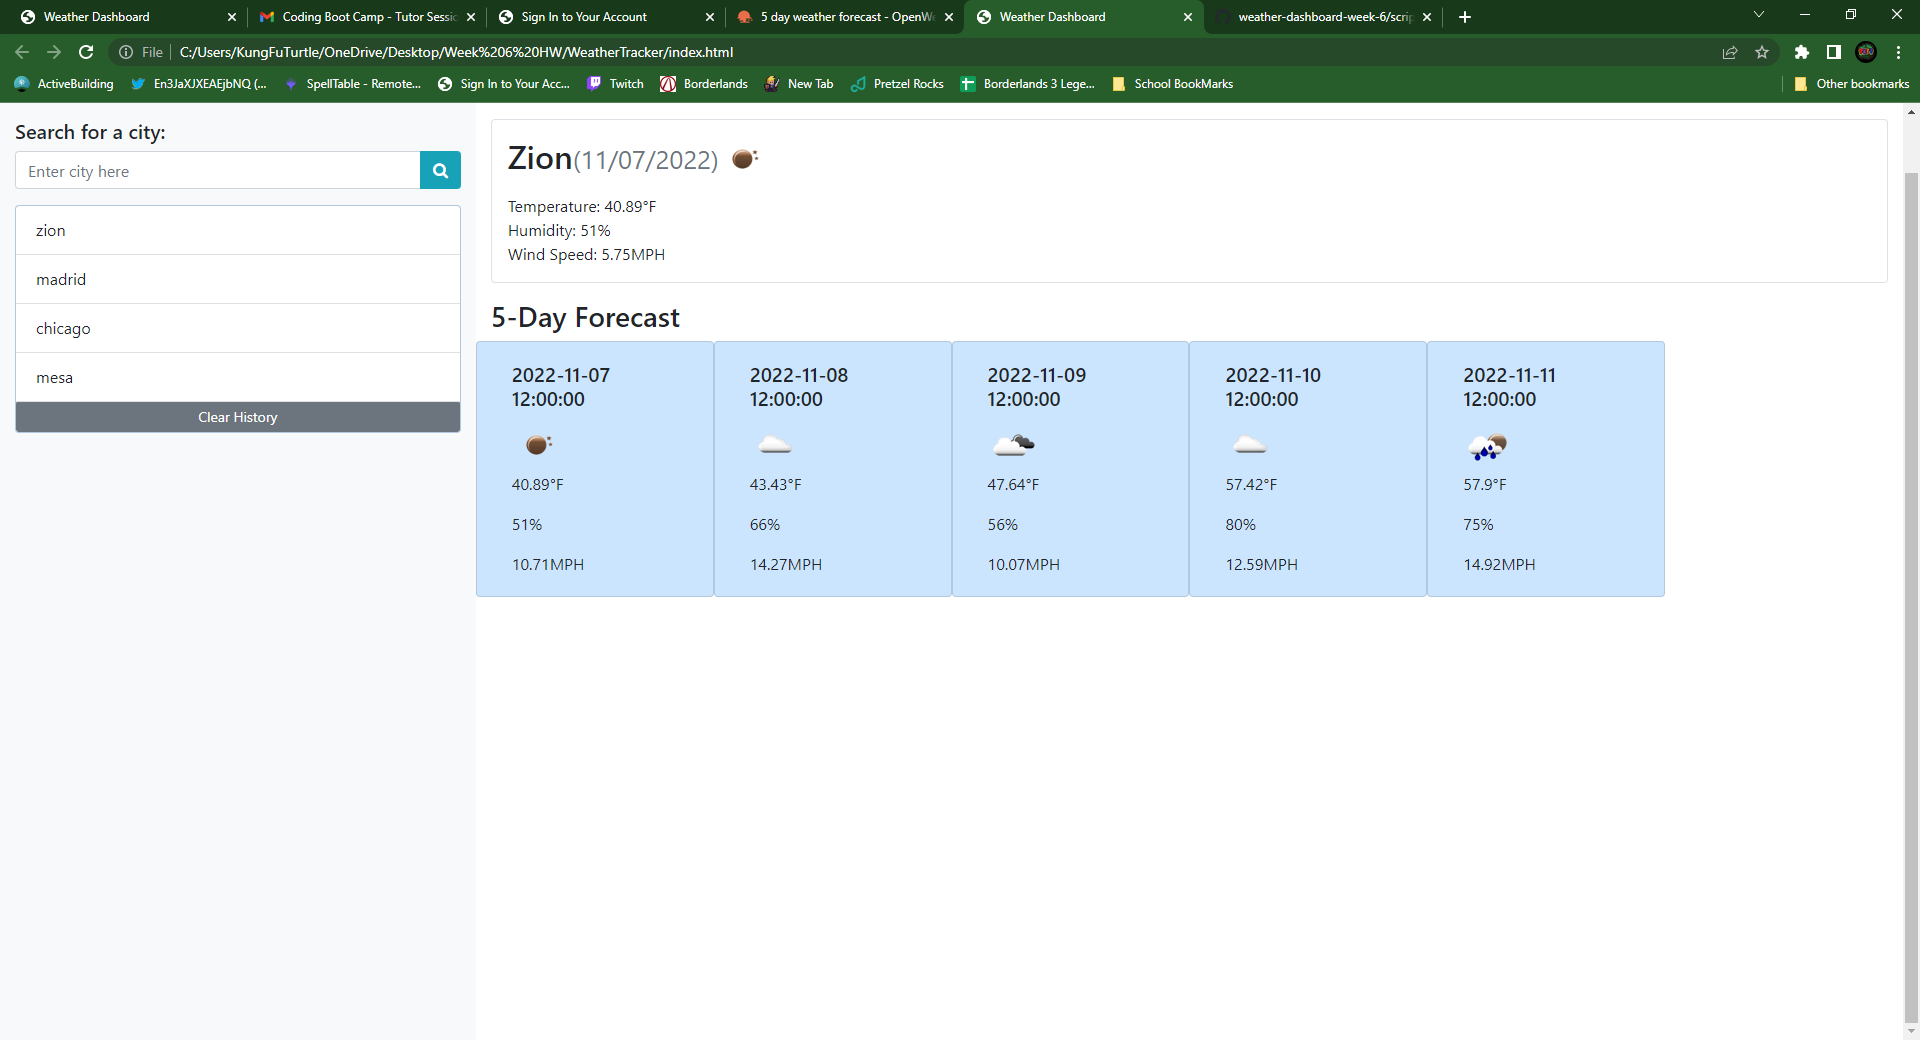 Weather Dashboard
Coding Boot Camp - Tutor Sessic
Sign In to Your Account
5 day weather forecast - OpenWe
Weather Dashboard
weather-dashboard-week-6/scrip
File
C:/Users/KungFuTurtle/OneDrive/Desktop/Week%206%20HW/WeatherTracker/index.html
ActiveBuilding
En3JaXJXEAEjbNQ (...
SpellTable - Remote...
Sign In to Your Acc...
Twitch
Borderlands
New Tab
Pretzel Rocks
Borderlands 3 Lege...
School BookMarks
Other bookmarks
Search for a city:
Enter city here
zion
madrid
chicago
mesa
Clear History
Zion(11/07/2022)
Temperature: 40.89°F
Humidity: 51%
Wind Speed: 5.75MPH
5-Day Forecast
2022-11-07
12:00:00
40.89°F
51%
10.71MPH
2022-11-08
12:00:00
43.43°F
66%
14.27MPH
2022-11-09
12:00:00
47.64°F
56%
10.07MPH
2022-11-10
12:00:00
57.42°F
80%
12.59MPH
2022-11-11
12:00:00
57.9°F
75%
14.92MPH